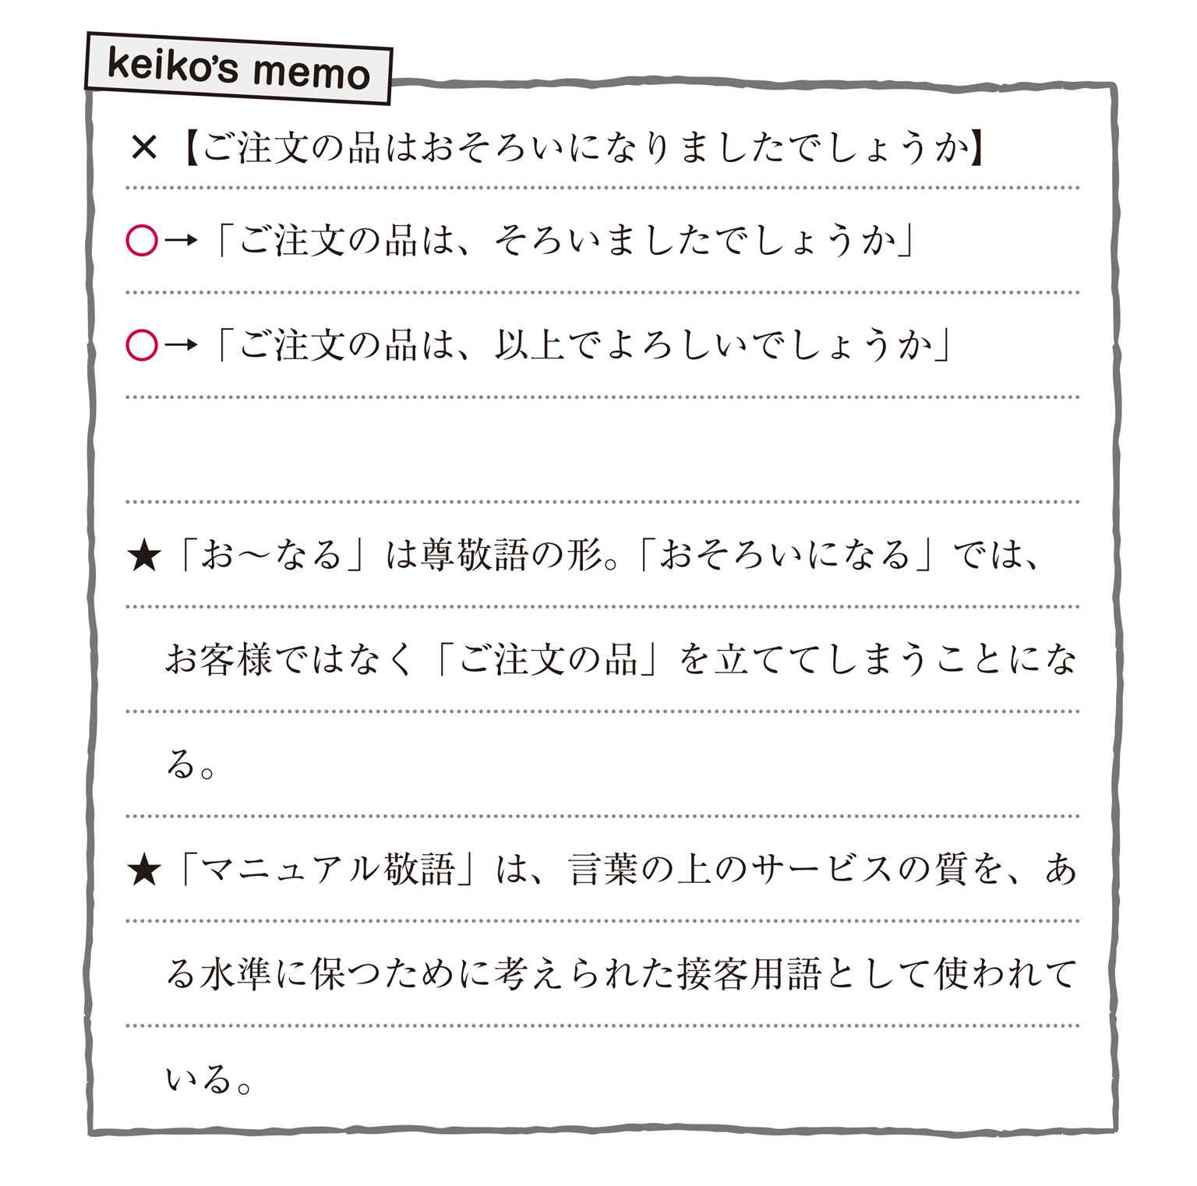 keiko's memo
×【ご注文の品はおそろいになりましたでしょうか】
○→「ご注文の品は、そろいましたでしょうか」
○→「ご注文の品は、以上でよろしいでしょうか」
★「お〜なる」は尊敬語の形。「おそろいになる」では、
お客様ではなく「ご注文の品」を立ててしまうことにな
る。
★「マニュアル敬語」は、言葉の上のサービスの質を、あ
る水準に保つために考えられた接客用語として使われて
いる。